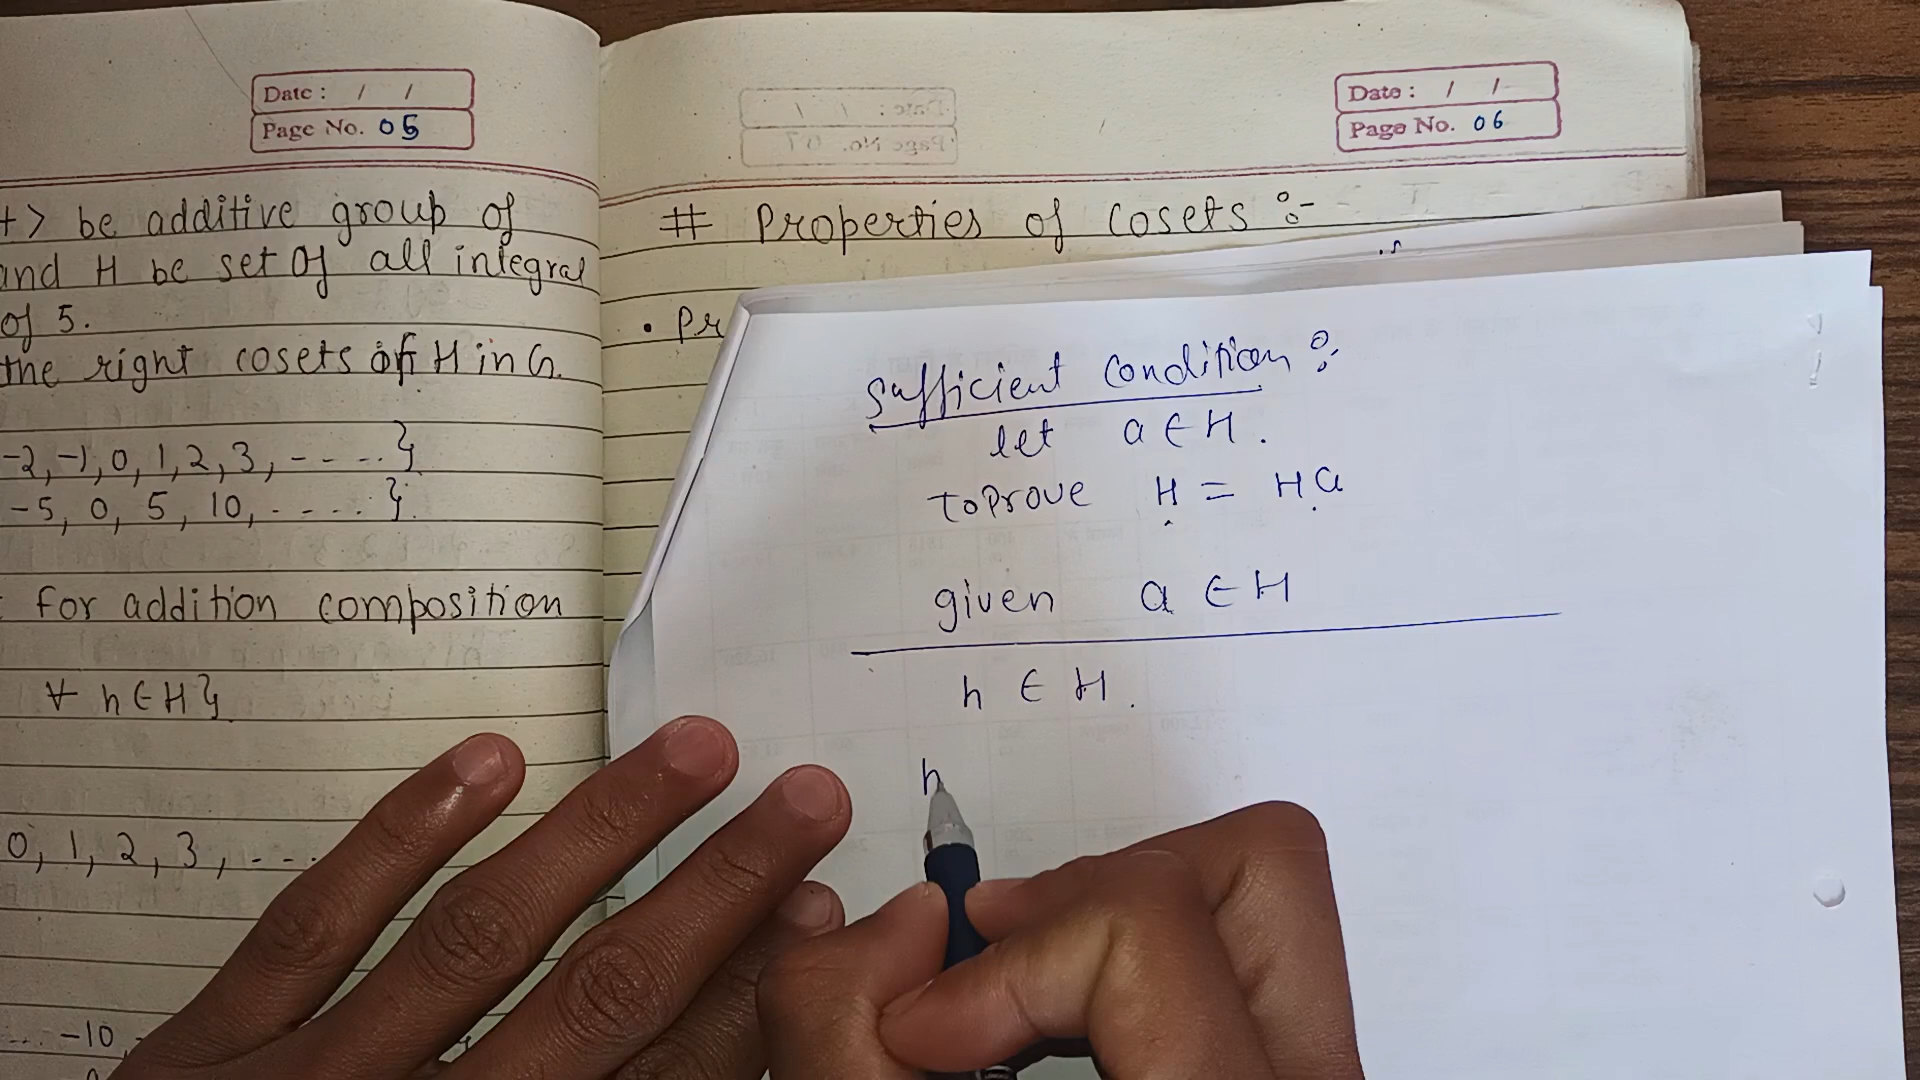 Date : / /
Page No. 05
+> be additive group of
and H be set of all integral
of 5.
the right cosets of H in G.
-2, -1, 0, 1, 2, 3, - - - . . }
-5, 0, 5, 10, . - . . . }.
for addition composition
∀ h ∈ H }.
0, 1, 2, 3, - - .
-10
Date : / /
Page No. 06
# Properties of cosets :-
• Pr
Sufficient condition :
let a ∈ H .
to prove H = Ha
given a ∈ H
h ∈ H .
h